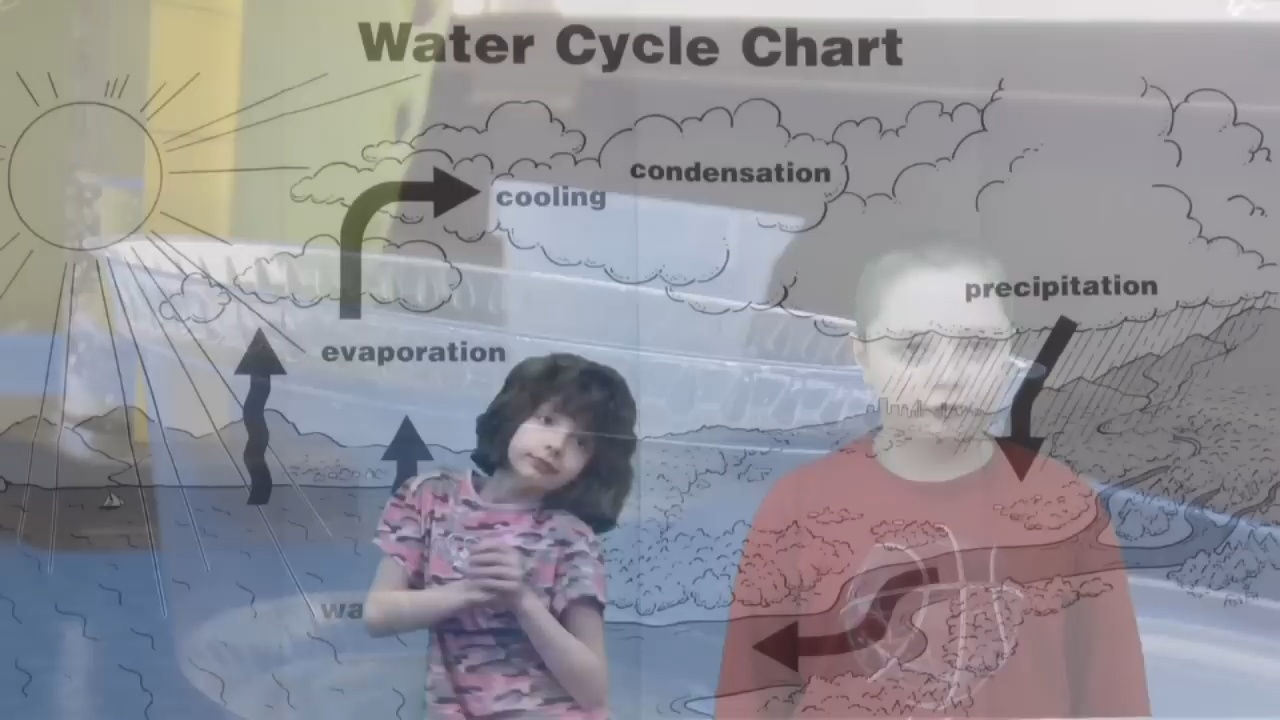 Water Cycle Chart
condensation
cooling
precipitation
evaporation